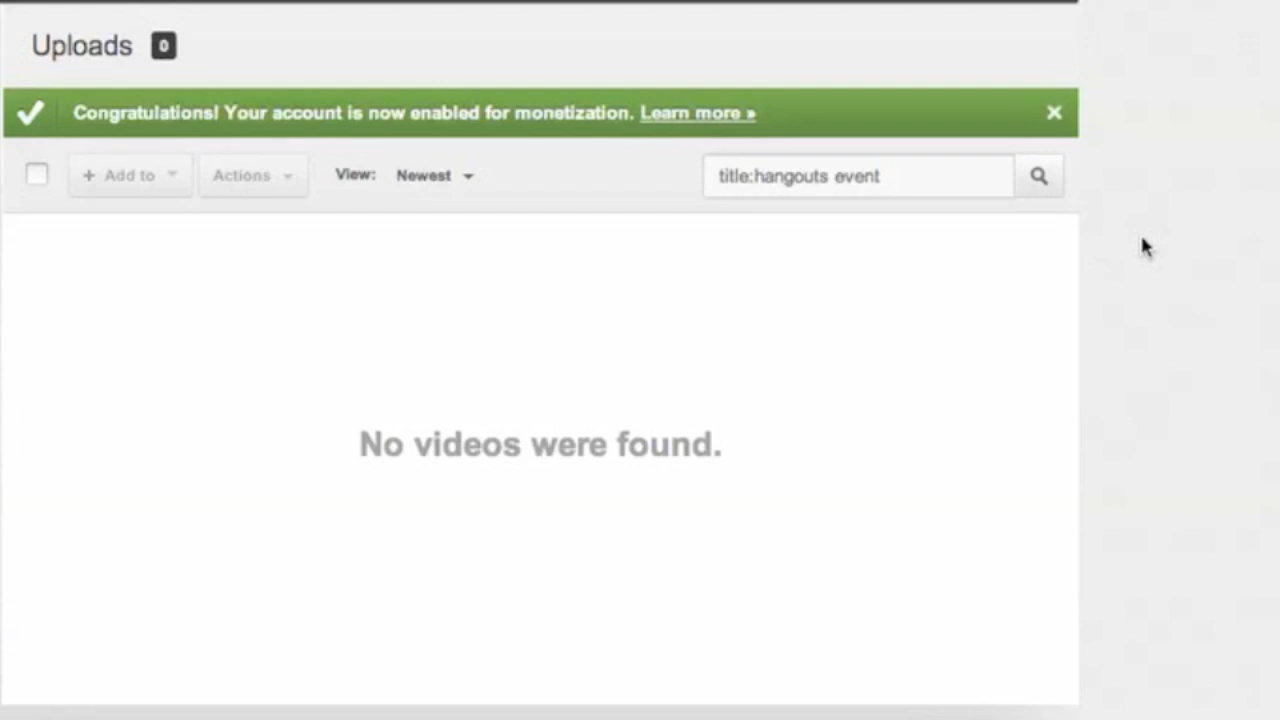 Uploads 0
Congratulations! Your account is now enabled for monetization. Learn more »
+ Add to Actions View: Newest title:hangouts event
No videos were found.